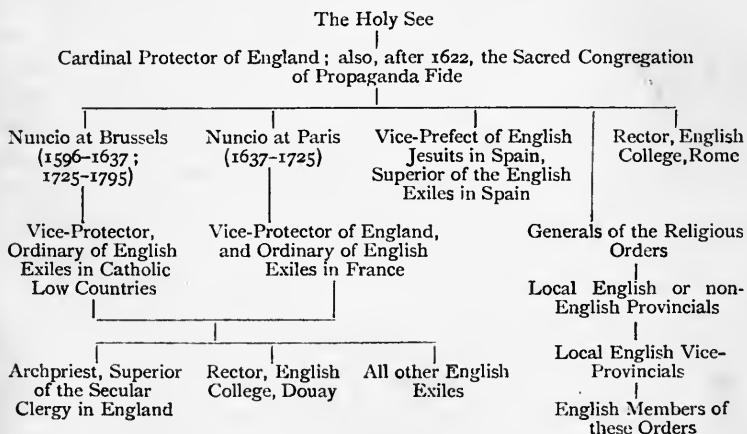 The Holy See
Cardinal Protector of England ; also, after 1622, the Sacred Congregation
of Propaganda Fide
Nuncio at Brussels
(1596-1637 ;
1725-1795)
Nuncio at Paris
(1637-1725)
Vice-Prefect of English
Jesuits in Spain,
Superior of the English
Exiles in Spain
Rector, English
College, Rome
Vice-Protector,
Ordinary of English
Exiles in Catholic
Low Countries
Vice-Protector of England,
and Ordinary of English
Exiles in France
Generals of the Religious
Orders
Local English or non-
English Provincials
Local English Vice-
Provincials
English Members of
these Orders
Archpriest, Superior
of the Secular
Clergy in England
Rector, English
College, Douay
All other English
Exiles